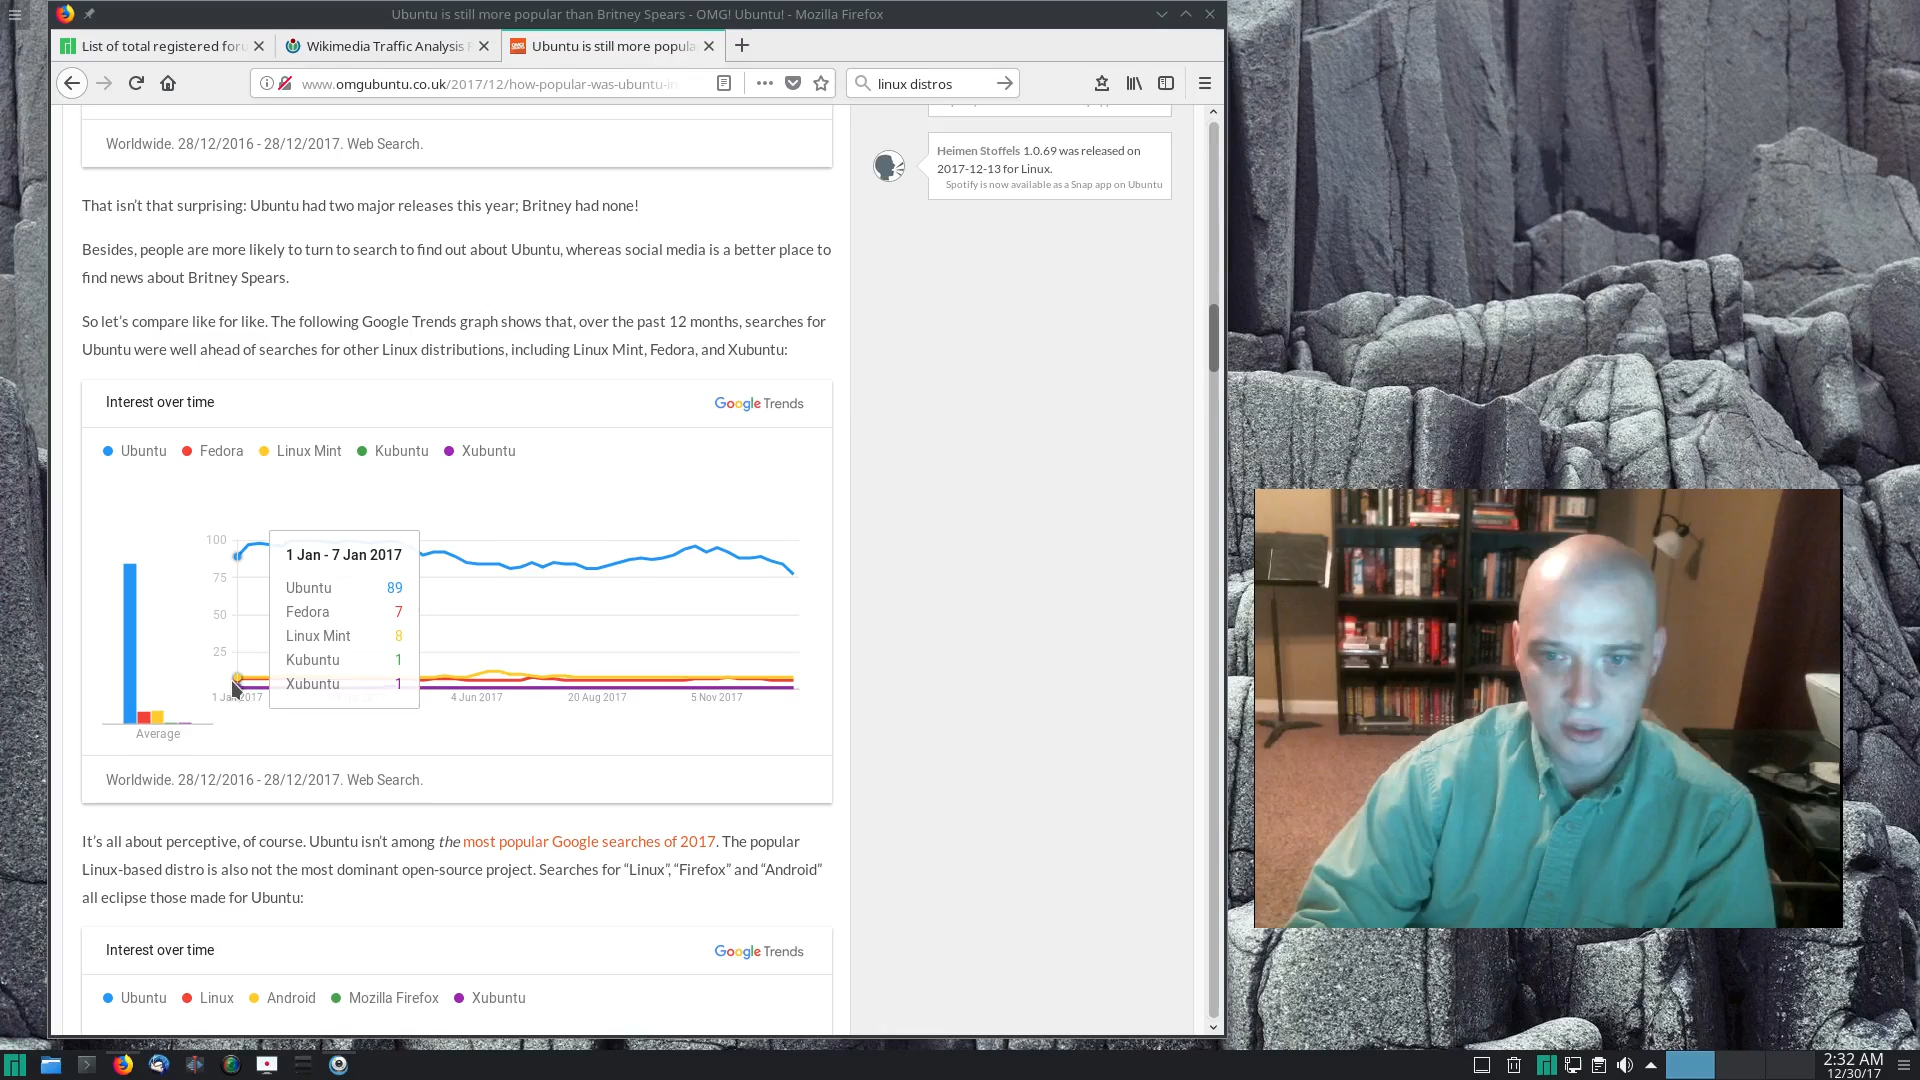 Ubuntu is still more popular than Britney Spears - OMG! Ubuntu! - Mozilla Firefox
List of total registered foru
Wikimedia Traffic Analysis R
Ubuntu is still more popula
www.omgubuntu.co.uk/2017/12/how-popular-was-ubuntu-in
linux distros
Worldwide. 28/12/2016 - 28/12/2017. Web Search.
Heimen Stoffels 1.0.69 was released on
2017-12-13 for Linux.
Spotify is now available as a Snap app on Ubuntu
That isn’t that surprising: Ubuntu had two major releases this year; Britney had none!
Besides, people are more likely to turn to search to find out about Ubuntu, whereas social media is a better place to
find news about Britney Spears.
So let’s compare like for like. The following Google Trends graph shows that, over the past 12 months, searches for
Ubuntu were well ahead of searches for other Linux distributions, including Linux Mint, Fedora, and Xubuntu:
Interest over time
Google Trends
Ubuntu Fedora Linux Mint Kubuntu Xubuntu
100
75
50
25
1 Jan - 7 Jan 2017
Ubuntu 89
Fedora 7
Linux Mint 8
Kubuntu 1
Xubuntu 1
1 Jan 2017
4 Jun 2017
20 Aug 2017
5 Nov 2017
Average
Worldwide. 28/12/2016 - 28/12/2017. Web Search.
It’s all about perceptive, of course. Ubuntu isn’t among the most popular Google searches of 2017. The popular
Linux-based distro is also not the most dominant open-source project. Searches for “Linux”, “Firefox” and “Android”
all eclipse those made for Ubuntu:
Interest over time
Google Trends
Ubuntu Linux Android Mozilla Firefox Xubuntu
2:32 AM
12/30/17